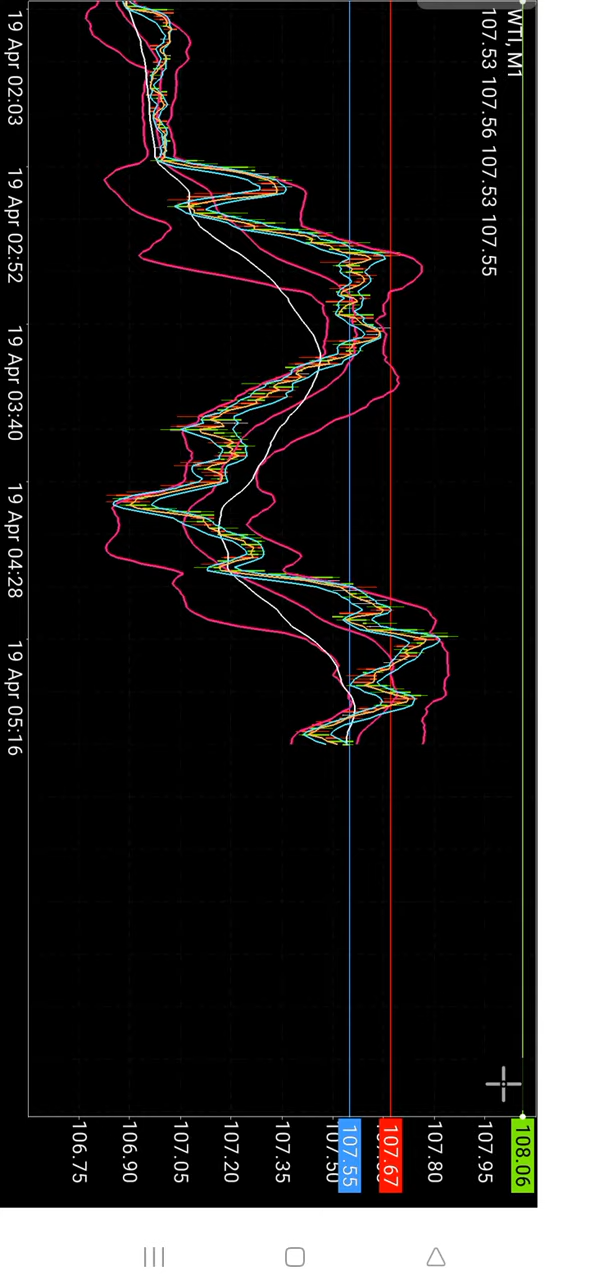 WTI, M1
107.53 107.56 107.53 107.55
108.06
107.95
107.80
107.67
107.55
107.50
107.35
107.20
107.05
106.90
106.75
19 Apr 02:03
19 Apr 02:52
19 Apr 03:40
19 Apr 04:28
19 Apr 05:16